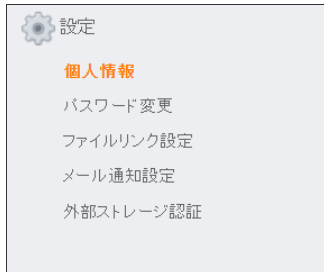 設定
個人情報
パスワード変更
ファイルリンク設定
メール通知設定
外部ストレージ認証